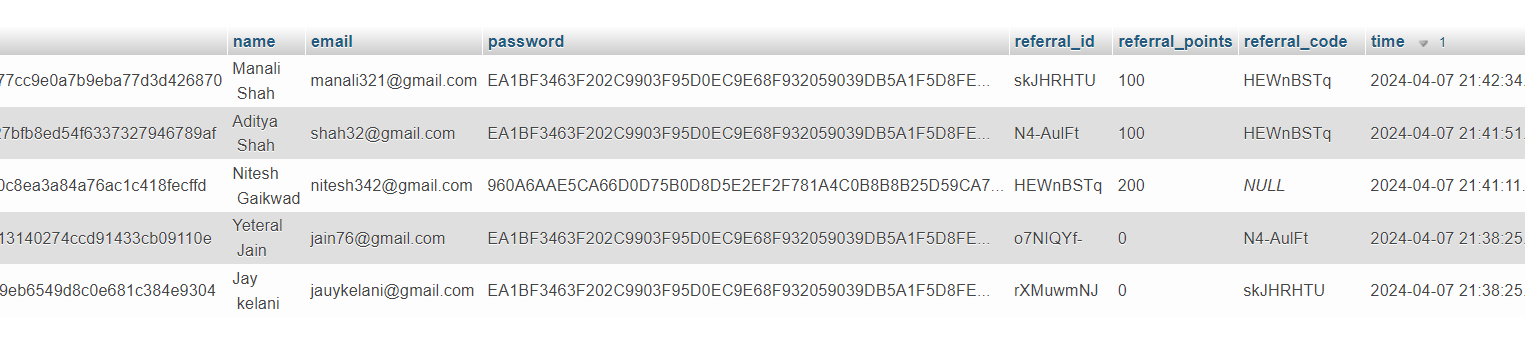 name email password referral_id referral_points referral_code time 1
77cc9e0a7b9eba77d3d426870 Manali Shah manali321@gmail.com EA1BF3463F202C9903F95D0EC9E68F932059039DB5A1F5D8FE... skJHRHTU 100 HEWnBSTq 2024-04-07 21:42:34.
27bfb8ed54f6337327946789af Aditya Shah shah32@gmail.com EA1BF3463F202C9903F95D0EC9E68F932059039DB5A1F5D8FE... N4-AulFt 100 HEWnBSTq 2024-04-07 21:41:51.
0c8ea3a84a76ac1c418fecffd Nitesh Gaikwad nitesh342@gmail.com 960A6AAE5CA66D0D75B0D8D5E2EF2F781A4C0B8B8B25D59CA7... HEWnBSTq 200 NULL 2024-04-07 21:41:11.
13140274ccd91433cb09110e Yeteral Jain jain76@gmail.com EA1BF3463F202C9903F95D0EC9E68F932059039DB5A1F5D8FE... o7NIQYf- 0 N4-AulFt 2024-04-07 21:38:25.
9eb6549d8c0e681c384e9304 Jay kelani jauykelani@gmail.com EA1BF3463F202C9903F95D0EC9E68F932059039DB5A1F5D8FE... rXMuwmNJ 0 skJHRHTU 2024-04-07 21:38:25.